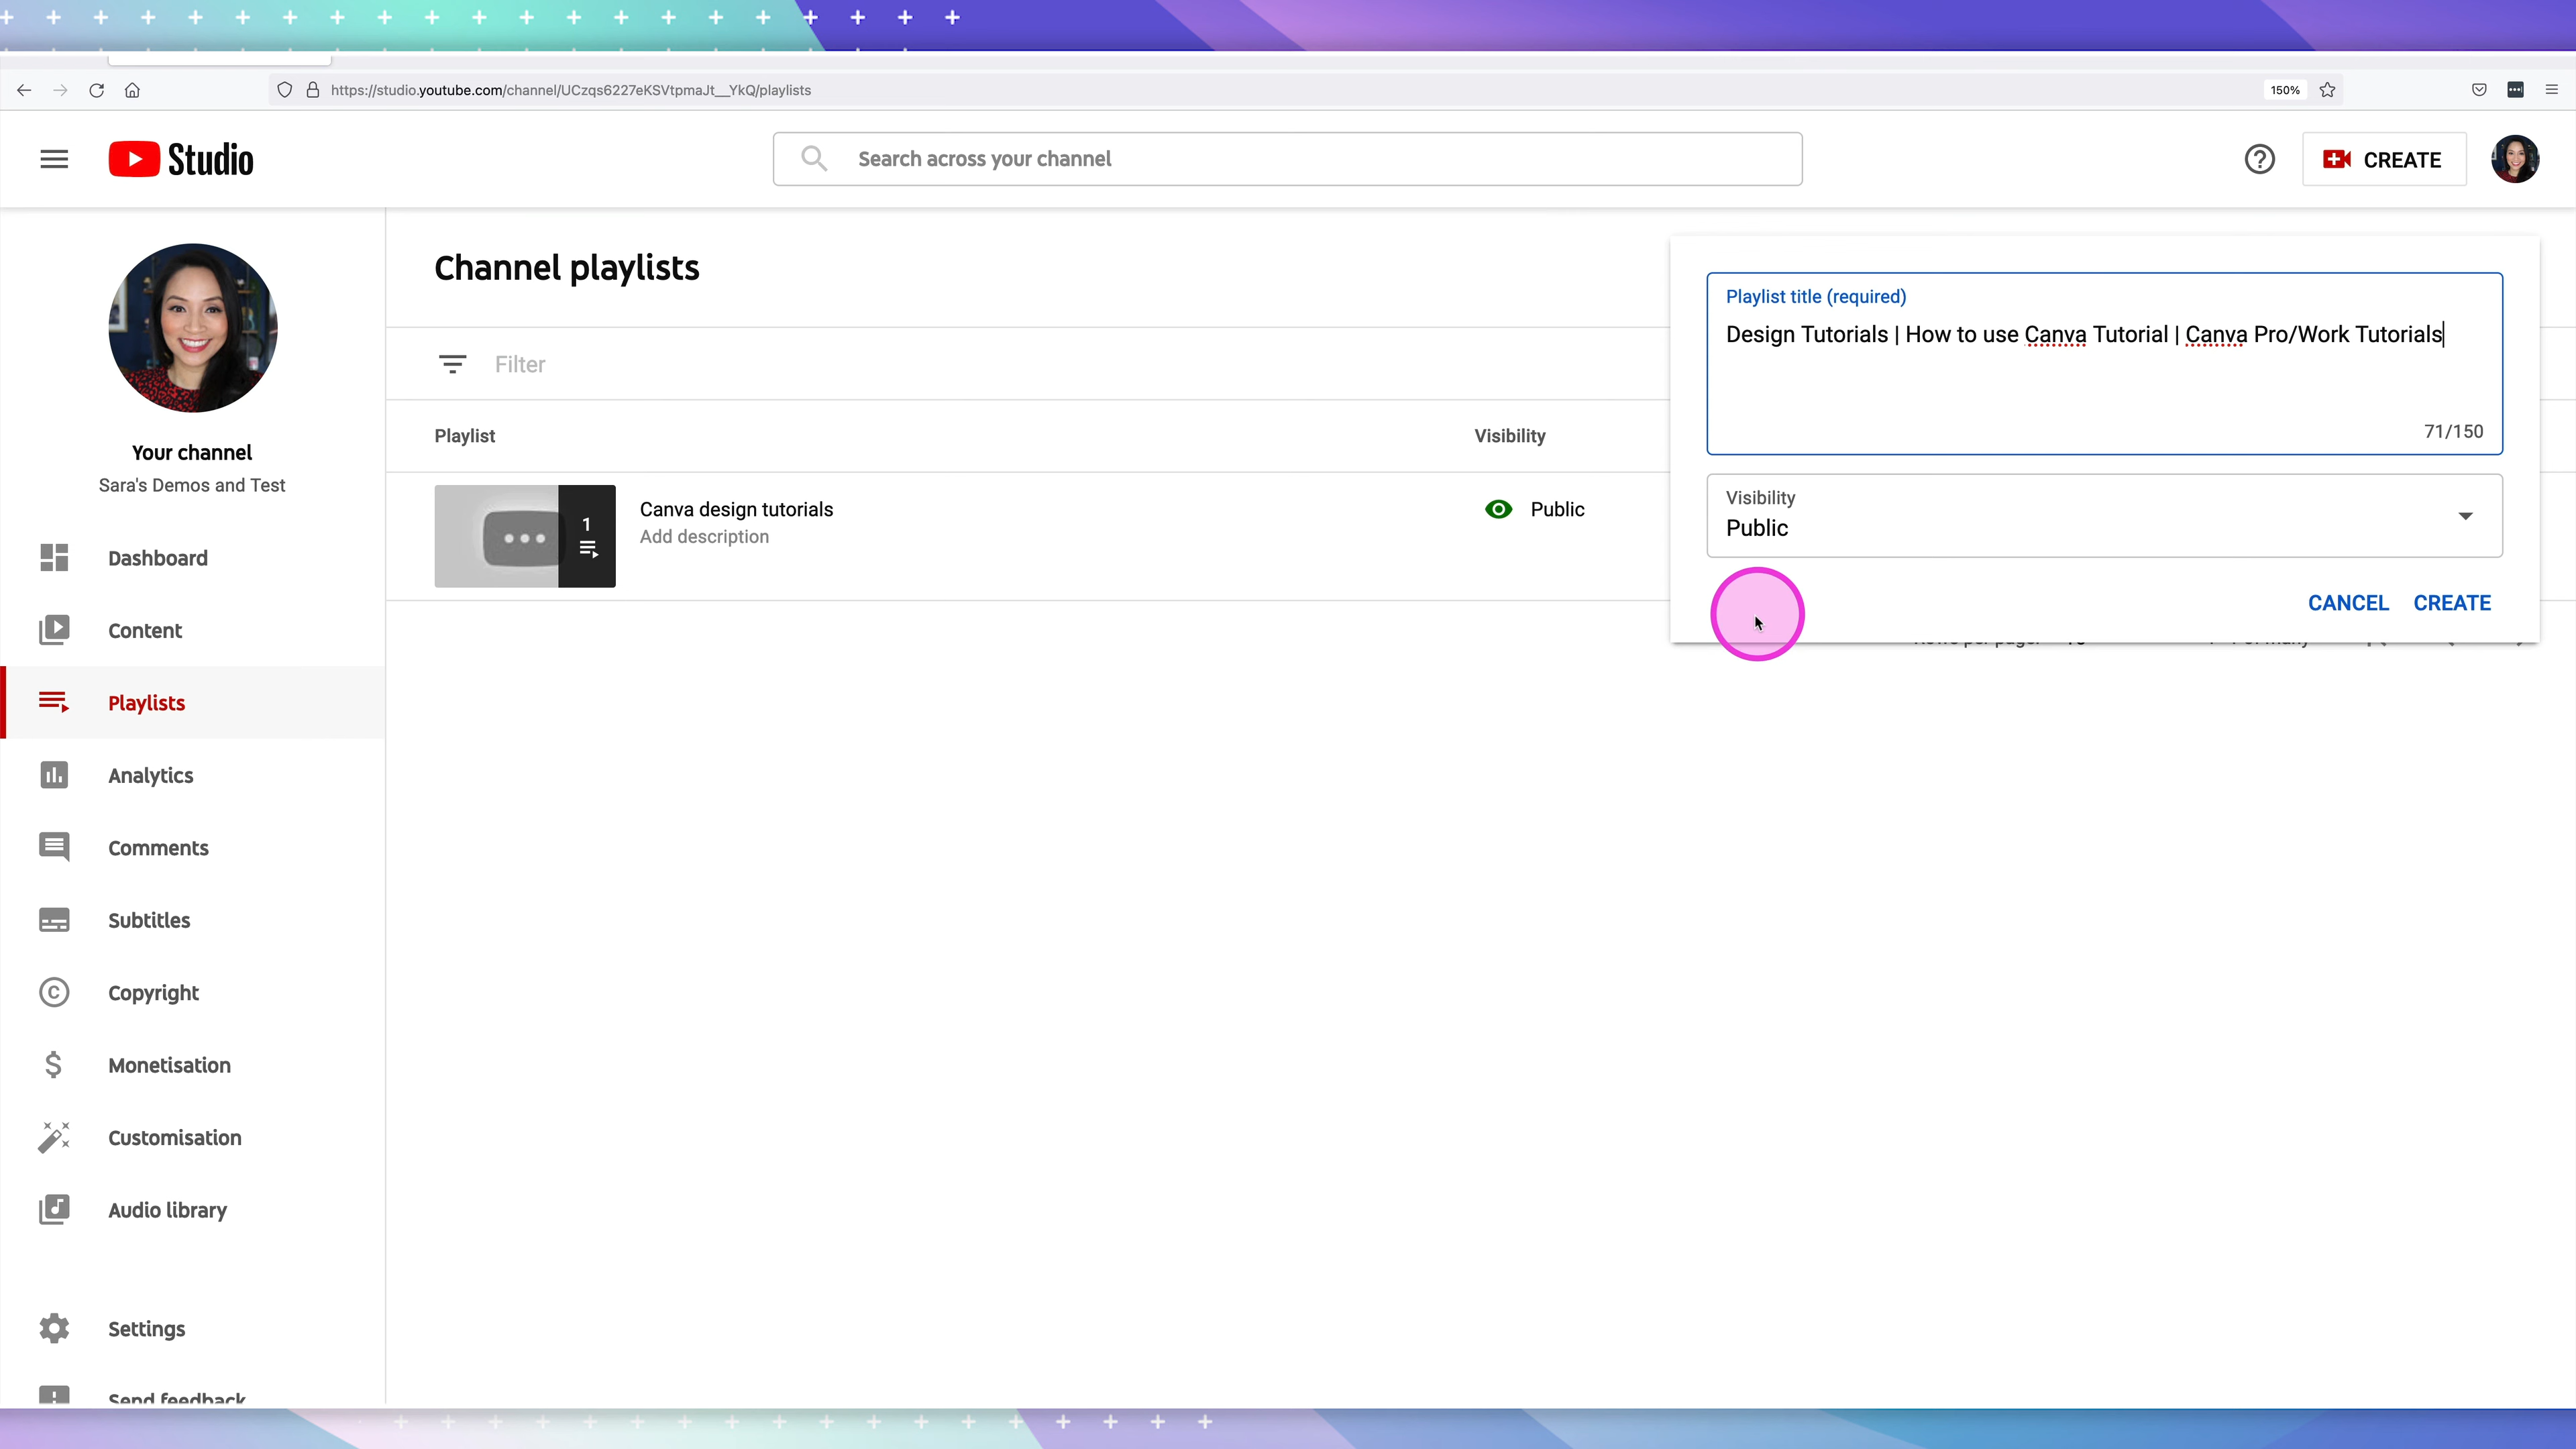 https://studio.youtube.com/channel/UCzqs6227eKSVtpmaJt__YkQ/playlists
150%
Studio
Search across your channel
CREATE
Your channel
Sara's Demos and Test
Dashboard
Content
Playlists
Analytics
Comments
Subtitles
Copyright
Monetisation
Customisation
Audio library
Settings
Send feedback
Channel playlists
Filter
Playlist
Visibility
1
Canva design tutorials
Add description
Public
Playlist title (required)
Design Tutorials | How to use Canva Tutorial | Canva Pro/Work Tutorials
71/150
Visibility
Public
CANCEL CREATE